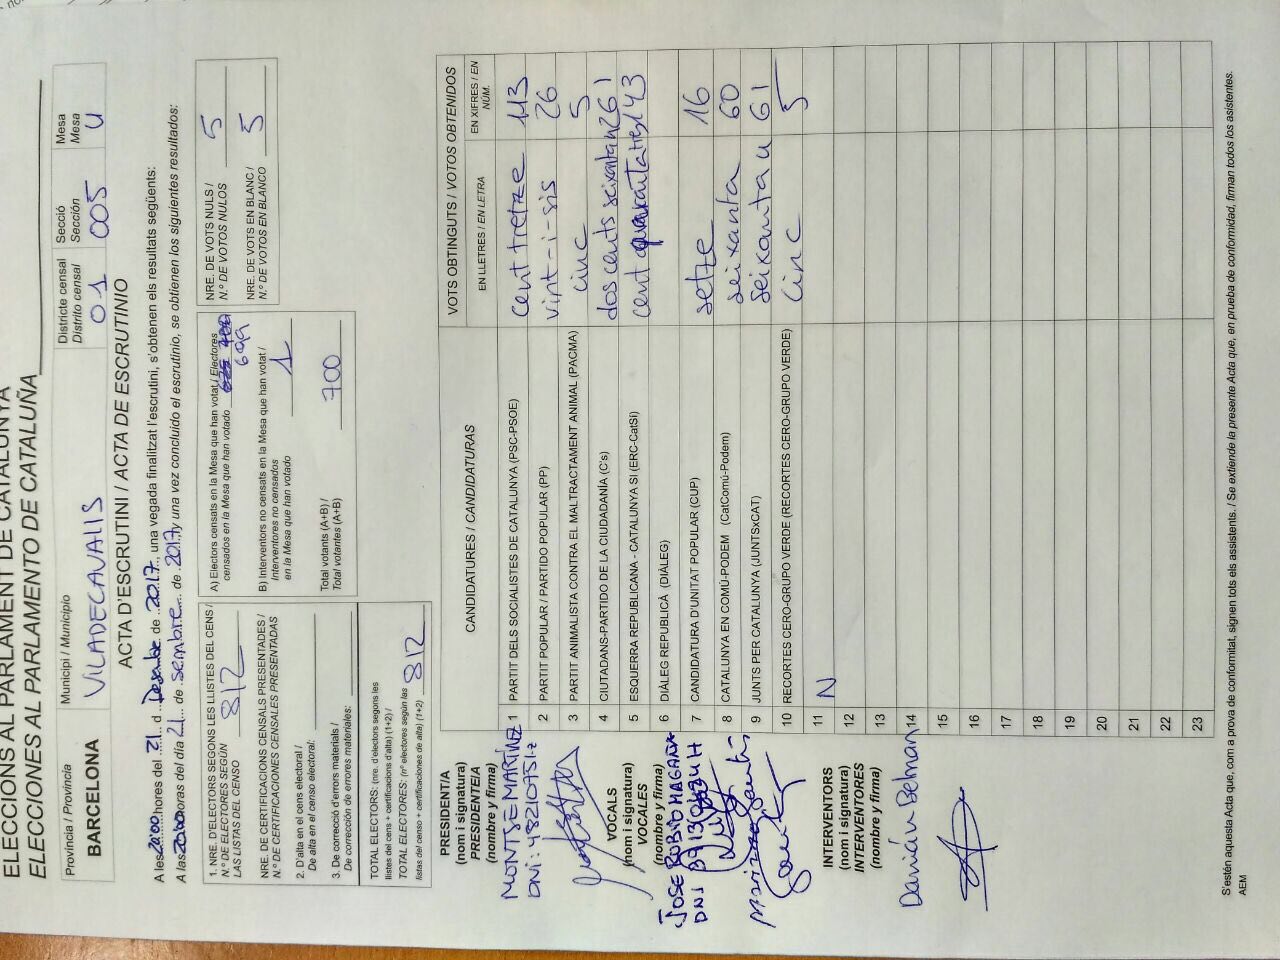 ELECCIONS AL PARLAMENT DE CATALUNYA
ELECCIONES AL PARLAMENTO DE CATALUÑA
Província / Provincia
BARCELONA
Municipi / Municipio
VILADECAVALLS
Districte censal
Distrito censal
01
Secció
Sección
005
Mesa
Mesa
U
ACTA D'ESCRUTINI / ACTA DE ESCRUTINIO
A les 20:00 hores del 21 d Desembre de 2017, una vegada finalitzat l'escrutini, s'obtenen els resultats següents:
A las 20:00 horas del día 21 de sembre de 2017 y una vez concluido el escrutinio, se obtienen los siguientes resultados:
1. NRE. D'ELECTORS SEGONS LES LLISTES DEL CENS /
N.º DE ELECTORES SEGÚN
LAS LISTAS DEL CENSO 812
NRE. DE CERTIFICACIONS CENSALS PRESENTADES /
N.º DE CERTIFICACIONES CENSALES PRESENTADAS
2. D'alta en el cens electoral /
De alta en el censo electoral:
3. De correcció d'errors materials /
De corrección de errores materiales:
TOTAL ELECTORS: (nre. d'electors segons les
llistes del cens + certificacions d'alta) (1+2) /
TOTAL ELECTORES: (nº electores según las
listas del censo + certificaciones de alta) (1+2) 812
A) Electors censats en la Mesa que han votat / Electores
censados en la Mesa que han votado 699
B) Interventors no censats en la Mesa que han votat /
Interventores no censados
en la Mesa que han votado 1
Total votants (A+B) /
Total votantes (A+B) 700
NRE. DE VOTS NULS /
N.º DE VOTOS NULOS 5
NRE. DE VOTS EN BLANC /
N.º DE VOTOS EN BLANCO 5
CANDIDATURES / CANDIDATURAS
VOTS OBTINGUTS / VOTOS OBTENIDOS
EN LLETRES / EN LETRA
EN XIFRES / EN NÚM.
1 PARTIT DELS SOCIALISTES DE CATALUNYA (PSC-PSOE) cent tretze 113
2 PARTIT POPULAR / PARTIDO POPULAR (PP) vint-i-sis 26
3 PARTIT ANIMALISTA CONTRA EL MALTRACTAMENT ANIMAL (PACMA) cinc 5
4 CIUTADANS-PARTIDO DE LA CIUDADANÍA (C's) dos cents seixanta 261
5 ESQUERRA REPUBLICANA - CATALUNYA SÍ (ERC-CatSí) cent quarantatres 143
6 DIÀLEG REPUBLICÀ (DIÀLEG)
7 CANDIDATURA D'UNITAT POPULAR (CUP) setze 16
8 CATALUNYA EN COMÚ-PODEM (CatComú-Podem) seixanta 60
9 JUNTS PER CATALUNYA (JUNTSxCAT) seixanta u 61
10 RECORTES CERO-GRUPO VERDE (RECORTES CERO-GRUPO VERDE) cinc 5
11 N
12
13
14
15
16
17
18
19
20
21
22
23
PRESIDENTA
(nom i signatura)
PRESIDENTEIA
(nombre y firma)
MONTSE MARTÍNEZ
DNI:
VOCALS
(nom i signatura)
VOCALES
(nombre y firma)
JOSE RUBIO MAGAÑA
DNI
INTERVENTORS
(nom i signatura)
INTERVENTORES
(nombre y firma)
Damián Belman
S'estén aquesta Acta que, com a prova de conformitat, signen tots els assistents. / Se extiende la presente Acta que, en prueba de conformidad, firman todos los asistentes.
AEM